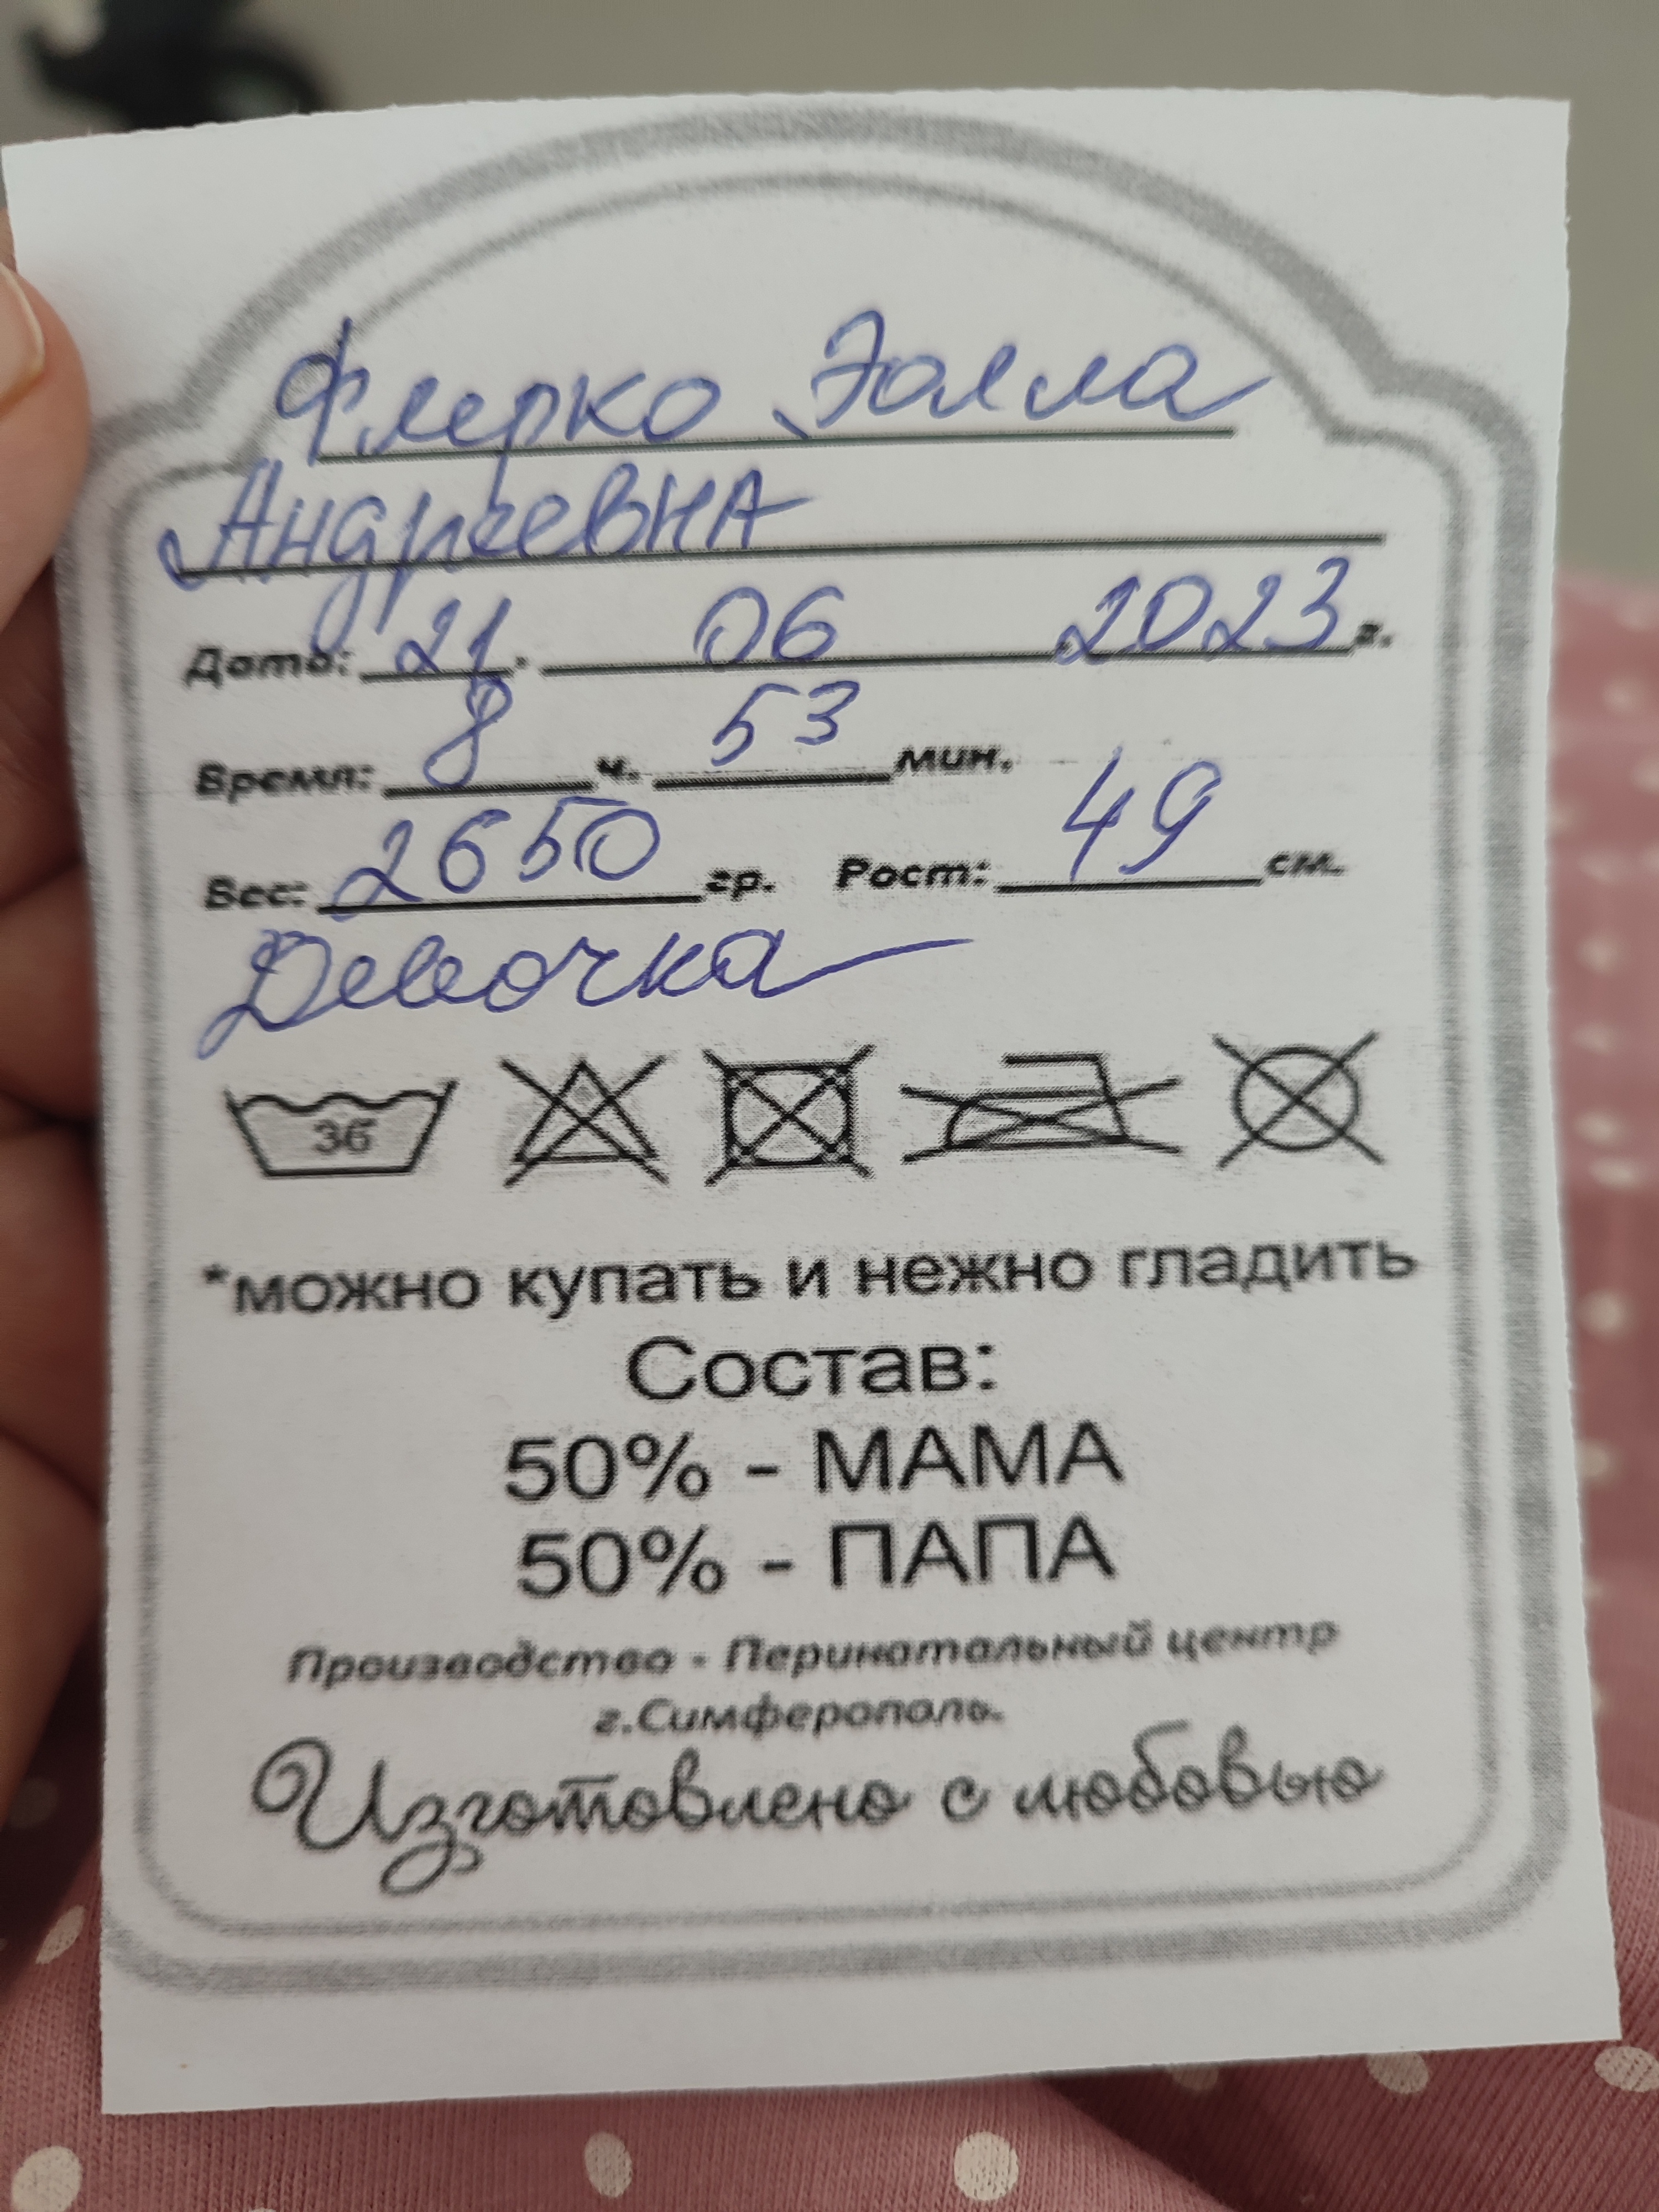 Флерко Эолла
Андреевна
Дата: 21. 06 2023 г.
Время: 8 ч. 53 мин.
Вес: 2650 гр. Рост: 49 см.
Девочка
36
*можно купать и нежно гладить
Состав:
50% - МАМА
50% - ПАПА
Производство - Перинатальный центр
г.Симферополь.
Изготовлено с любовью